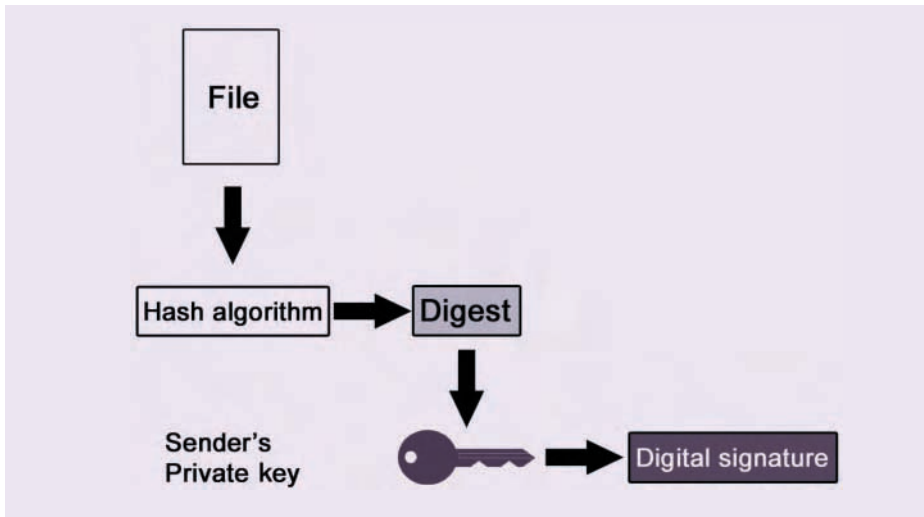 File
Hash algorithm
Digest
Sender's
Private key
Digital signature